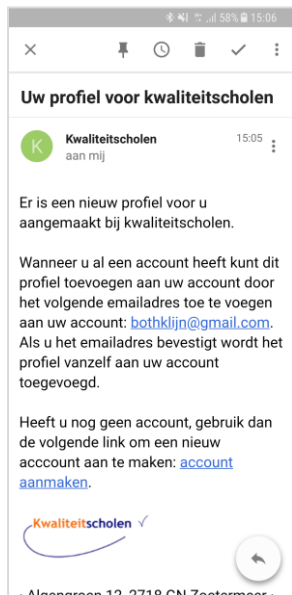 58% 15:06
Uw profiel voor kwaliteitscholen
K
Kwaliteitscholen 15:05
aan mij
Er is een nieuw profiel voor u
aangemaakt bij kwaliteitscholen.
Wanneer u al een account heeft kunt dit
profiel toevoegen aan uw account door
het volgende emailadres toe te voegen
aan uw account: bothklijn@gmail.com.
Als u het emailadres bevestigt wordt het
profiel vanzelf aan uw account
toegevoegd.
Heeft u nog geen account, gebruik dan
de volgende link om een nieuw
acccount aan te maken: account
aanmaken.
Kwaliteitscholen